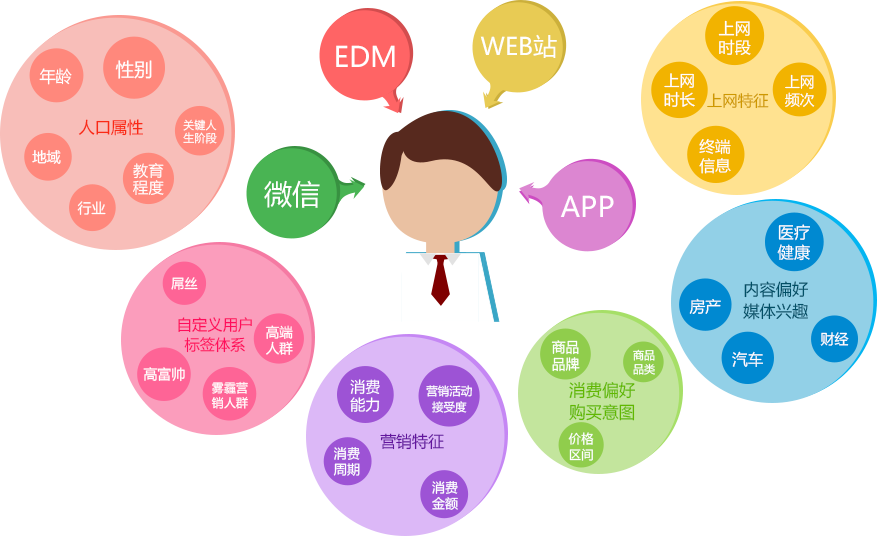 EDM
WEB站
微信
APP
年龄
性别
人口属性
关键人
生阶段
地域
教育
程度
行业
上网
时段
上网
时长
上网特征
上网
频次
终端
信息
屌丝
自定义用户
标签体系
高端
人群
高富帅
雾霾营
销人群
消费
能力
营销活动
接受度
营销特征
消费
周期
消费
金额
商品
品牌
商品
品类
消费偏好
购买意图
价格
区间
医疗
健康
房产
内容偏好
媒体兴趣
汽车
财经